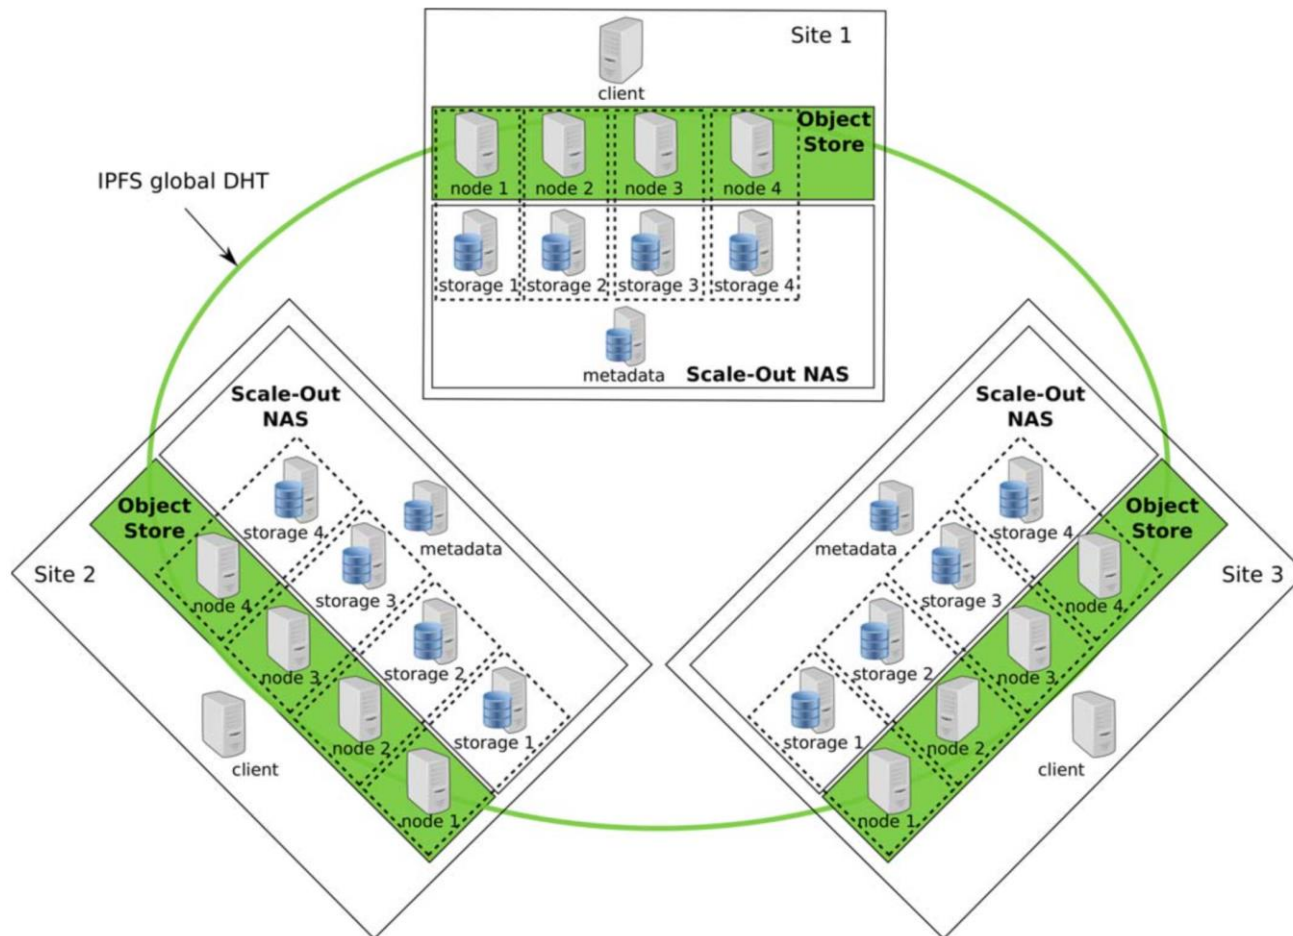 Site 1
client
Object
Store
node 1
node 2
node 3
node 4
storage 1
storage 2
storage 3
storage 4
metadata
Scale-Out NAS
IPFS global DHT
Scale-Out
NAS
Object
Store
storage 4
metadata
Site 2
node 4
storage 3
node 3
storage 2
node 2
storage 1
client
node 1
Scale-Out
NAS
Object
Store
storage 4
metadata
Site 3
node 4
storage 3
node 3
storage 2
node 2
storage 1
client
node 1